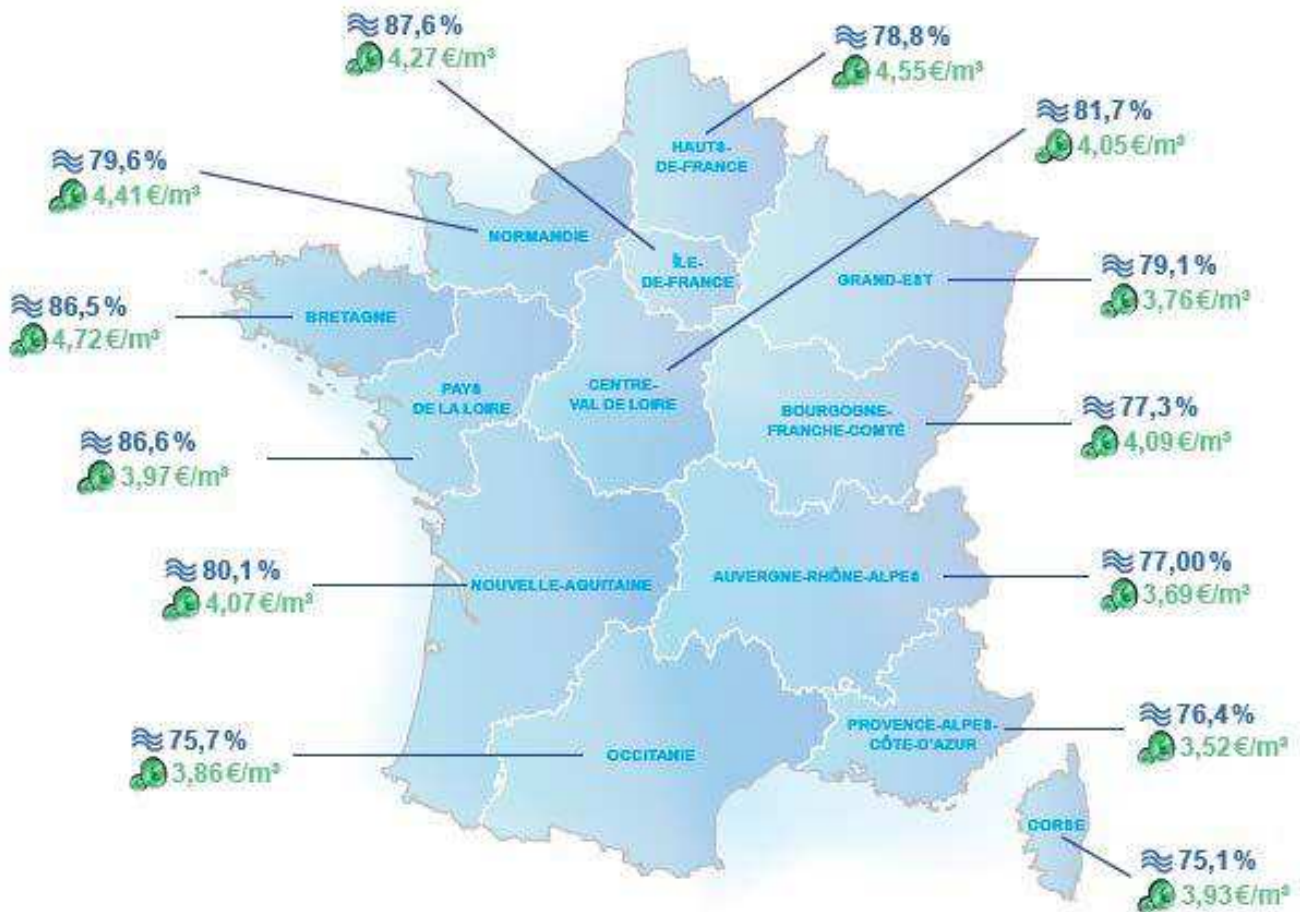 87,6 %
4,27 €/m³
78,8 %
4,55 €/m³
81,7 %
4,05 €/m³
79,6 %
4,41 €/m³
HAUTS-
DE-FRANCE
NORMANDIE
ÎLE-
DE-FRANCE
GRAND-EST
79,1 %
3,76 €/m³
86,5 %
4,72 €/m³
BRETAGNE
PAYS
DE LA LOIRE
CENTRE-
VAL DE LOIRE
BOURGOGNE-
FRANCHE-COMTÉ
77,3 %
4,09 €/m³
86,6 %
3,97 €/m³
80,1 %
4,07 €/m³
NOUVELLE-AQUITAINE
AUVERGNE-RHÔNE-ALPES
77,00 %
3,69 €/m³
75,7 %
3,86 €/m³
OCCITANIE
PROVENCE-ALPES-
CÔTE-D'AZUR
76,4 %
3,52 €/m³
CORSE
75,1 %
3,93 €/m³